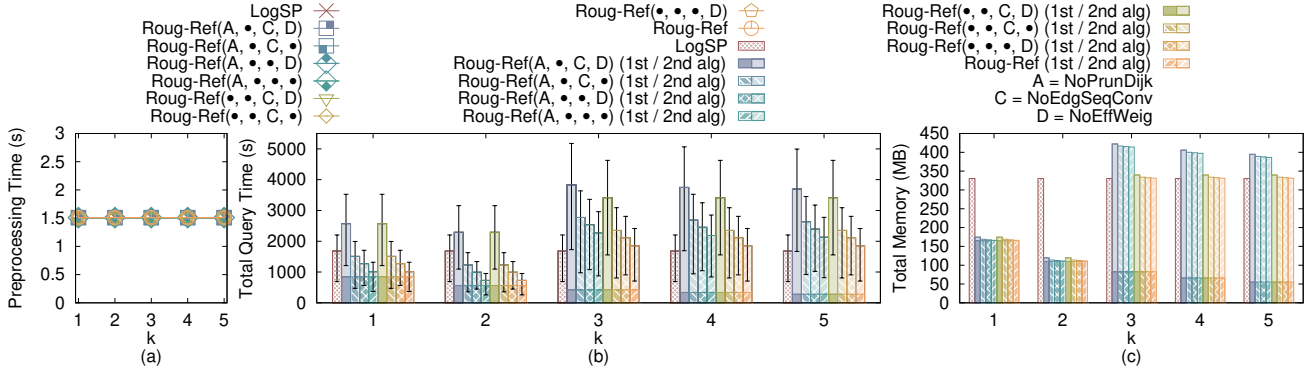 LogSP
Roug-Ref(A, •, C, D)
Roug-Ref(A, •, C, •)
Roug-Ref(A, •, •, D)
Roug-Ref(A, •, •, •)
Roug-Ref(•, •, C, D)
Roug-Ref(•, •, C, •)
Roug-Ref(•, •, •, D)
Roug-Ref
LogSP
Roug-Ref(A, •, C, D) (1st / 2nd alg)
Roug-Ref(A, •, C, •) (1st / 2nd alg)
Roug-Ref(A, •, •, D) (1st / 2nd alg)
Roug-Ref(A, •, •, •) (1st / 2nd alg)
Roug-Ref(•, •, C, D) (1st / 2nd alg)
Roug-Ref(•, •, C, •) (1st / 2nd alg)
Roug-Ref(•, •, •, D) (1st / 2nd alg)
Roug-Ref (1st / 2nd alg)
A = NoPrunDijk
C = NoEdgSeqConv
D = NoEffWeig
Preprocessing Time (s)
3
2.5
2
1.5
1
0.5
0
1 2 3 4 5
k
(a)
Total Query Time (s)
5000
4000
3000
2000
1000
0
1 2 3 4 5
k
(b)
Total Memory (MB)
450
400
350
300
250
200
150
100
50
0
1 2 3 4 5
k
(c)